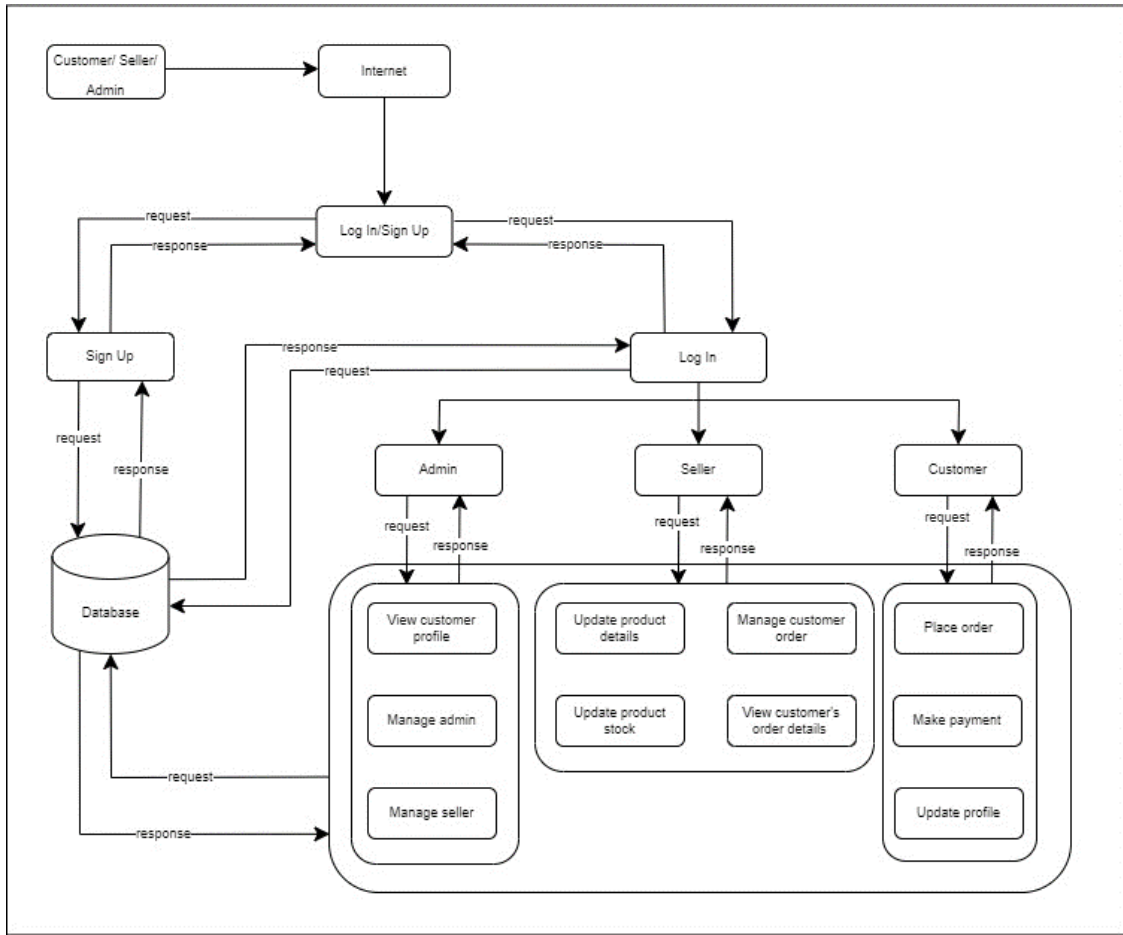 Customer/ Seller/
Admin
Internet
request
Log In/Sign Up
request
response
response
Sign Up
response
Log In
request
request
response
Admin
Seller
Customer
request
response
request
response
request
response
Database
View customer
profile
Update product
details
Manage customer
order
Place order
Manage admin
Update product
stock
View customer's
order details
Make payment
request
Manage seller
Update profile
response